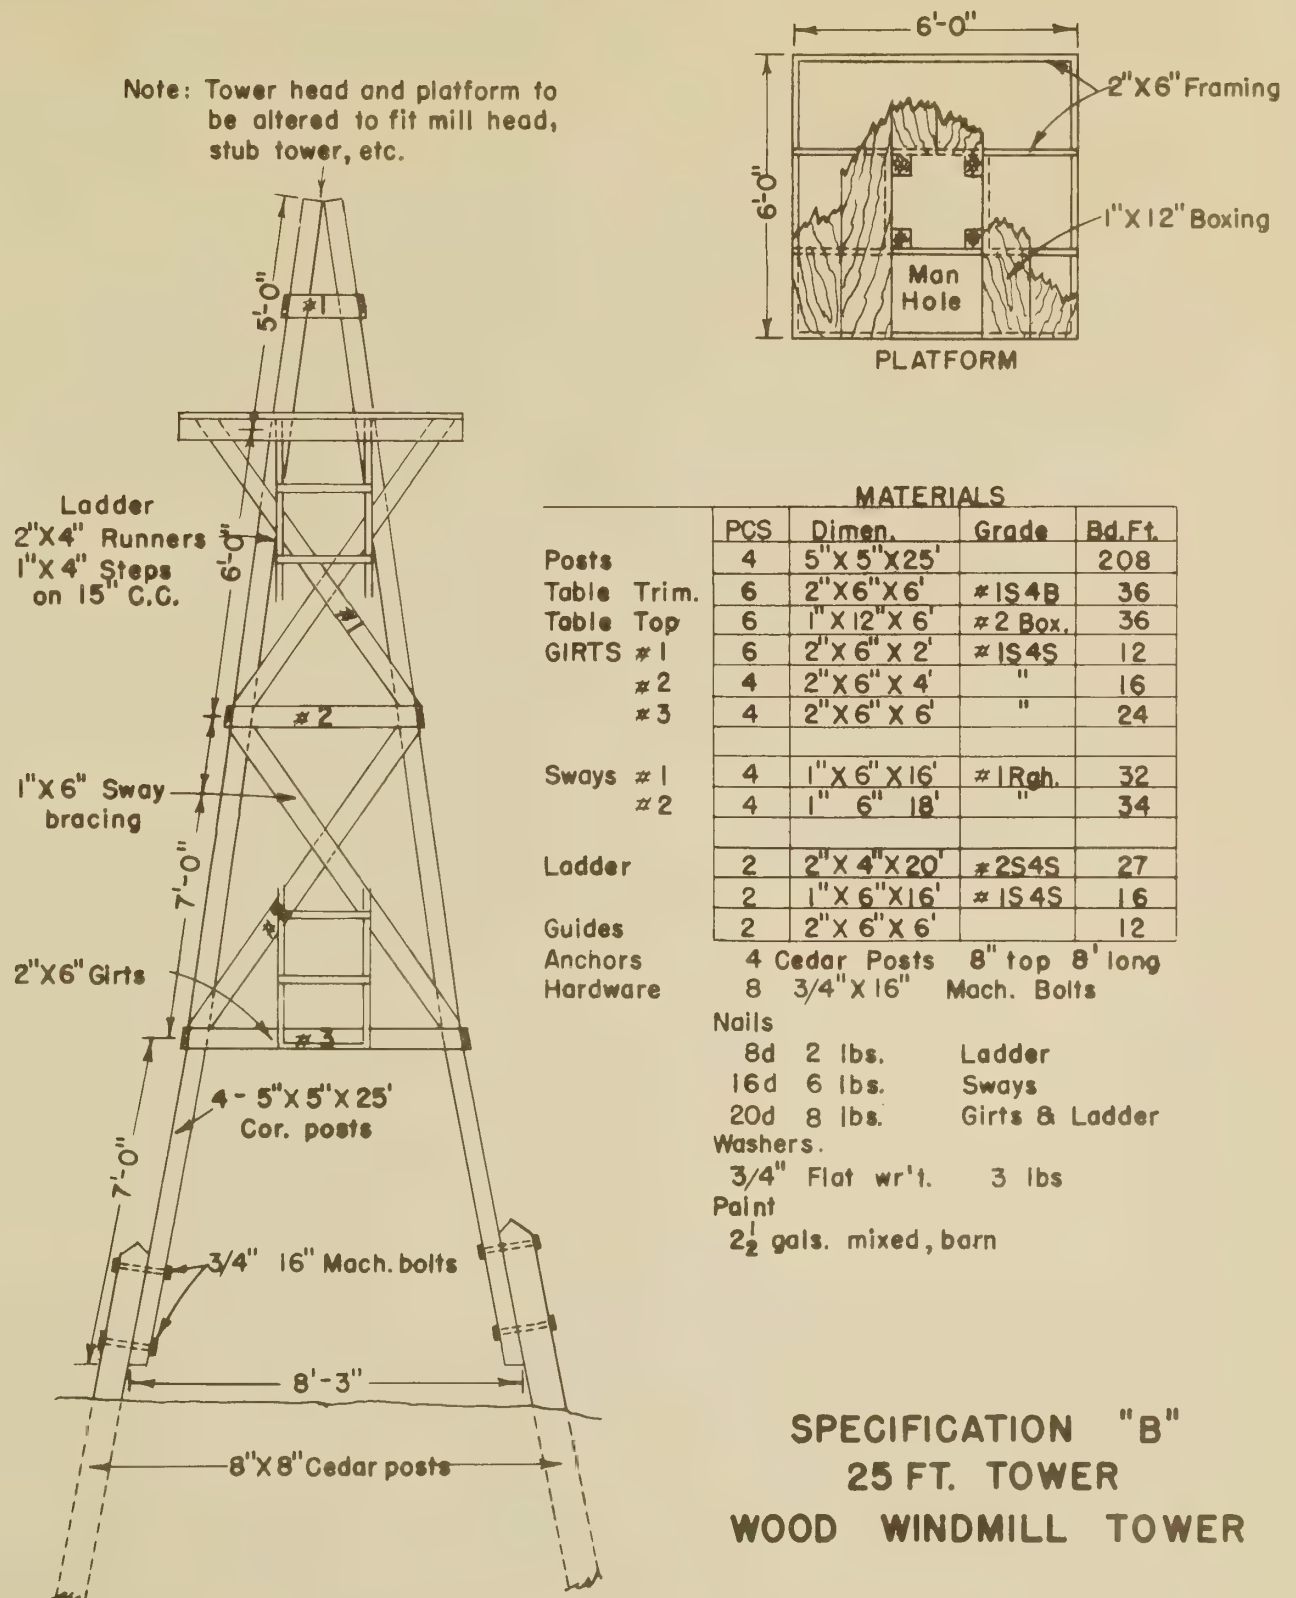 Note: Tower head and platform to
be altered to fit mill head,
stub tower, etc.
6'-0"
2"X6" Framing
6'-0"
1"X12" Boxing
Man
Hole
PLATFORM
5'-0"
#1
Ladder
2"X4" Runners
1"X4" Steps
on 15" C.C.
6'-0"
#1
#2
1"X6" Sway
bracing
7'-0"
2"X6" Girts
#3
4- 5"X5"X25'
Cor. posts
7'-0"
3/4" 16" Mach. bolts
8'-3"
8"X8" Cedar posts
MATERIALS
PCS Dimen. Grade Bd.Ft.
Posts 4 5"X5"X25' 208
Table Trim. 6 2"X6"X6' #1S4B 36
Table Top 6 1"X12"X6' #2 Box. 36
GIRTS #1 6 2"X6"X2' #1S4S 12
#2 4 2"X6"X4' " 16
#3 4 2"X6"X6' " 24
Sways #1 4 1"X6"X16' #1Rgh. 32
#2 4 1" 6" 18' " 34
Ladder 2 2"X4"X20' #2S4S 27
2 1"X6"X16' #1S4S 16
Guides 2 2"X6"X6' 12
Anchors 4 Cedar Posts 8" top 8' long
Hardware 8 3/4"X16" Mach. Bolts
Nails
8d 2 lbs. Ladder
16d 6 lbs. Sways
20d 8 lbs. Girts & Ladder
Washers.
3/4" Flat wr't. 3 lbs
Paint
2½ gals. mixed, barn
SPECIFICATION "B"
25 FT. TOWER
WOOD WINDMILL TOWER